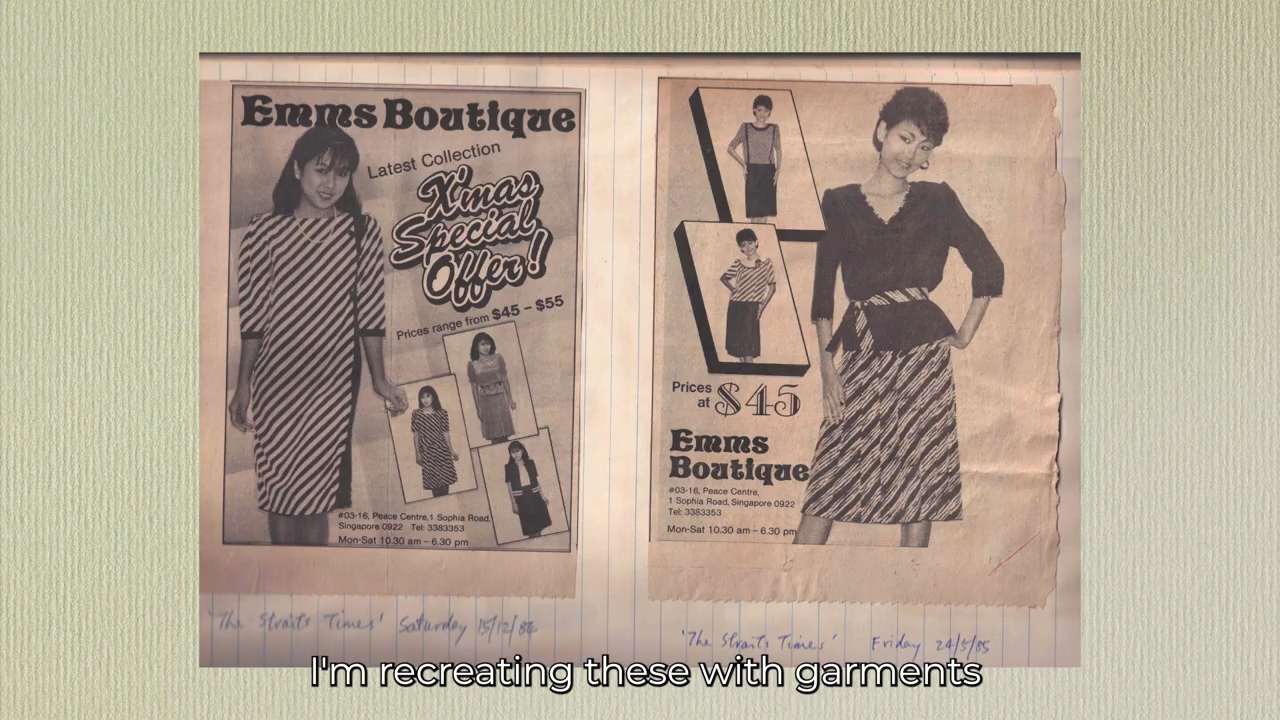 Emms Boutique
Latest Collection
X'mas
Special
Offer!
Prices range from $45 – $55
#03-16, Peace Centre, 1 Sophia Road,
Singapore 0922 Tel: 3383353
Mon-Sat 10.30 am – 6.30 pm
'The Straits Times' Saturday 15/12/84
Prices
at $45
Emms
Boutique
#03-16, Peace Centre,
1 Sophia Road, Singapore 0922
Tel: 3383353
Mon-Sat 10.30 am – 6.30 pm
'The Straits Times' Friday 24/5/85
I'm recreating these with garments